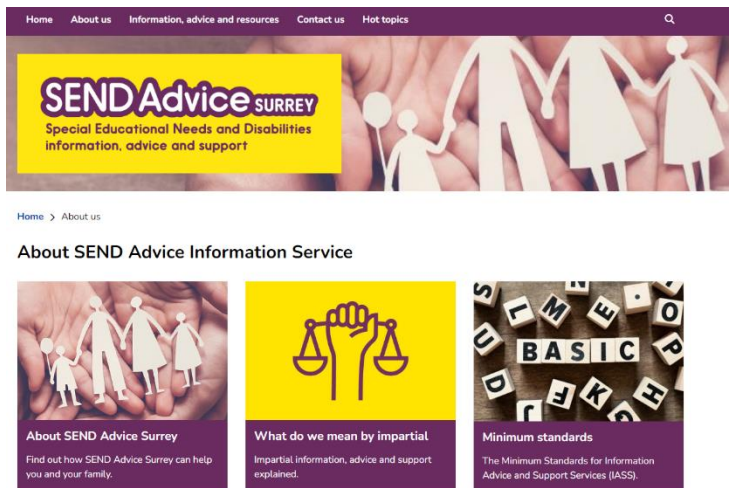 Home About us Information, advice and resources Contact us Hot topics
SEND Advice SURREY
Special Educational Needs and Disabilities
information, advice and support
Home > About us
About SEND Advice Information Service
S L M E . O
U B A S I C P
D F K G H
About SEND Advice Surrey
Find out how SEND Advice Surrey can help
you and your family.
What do we mean by impartial
Impartial information, advice and support
explained.
Minimum standards
The Minimum Standards for Information
Advice and Support Services (IASS).